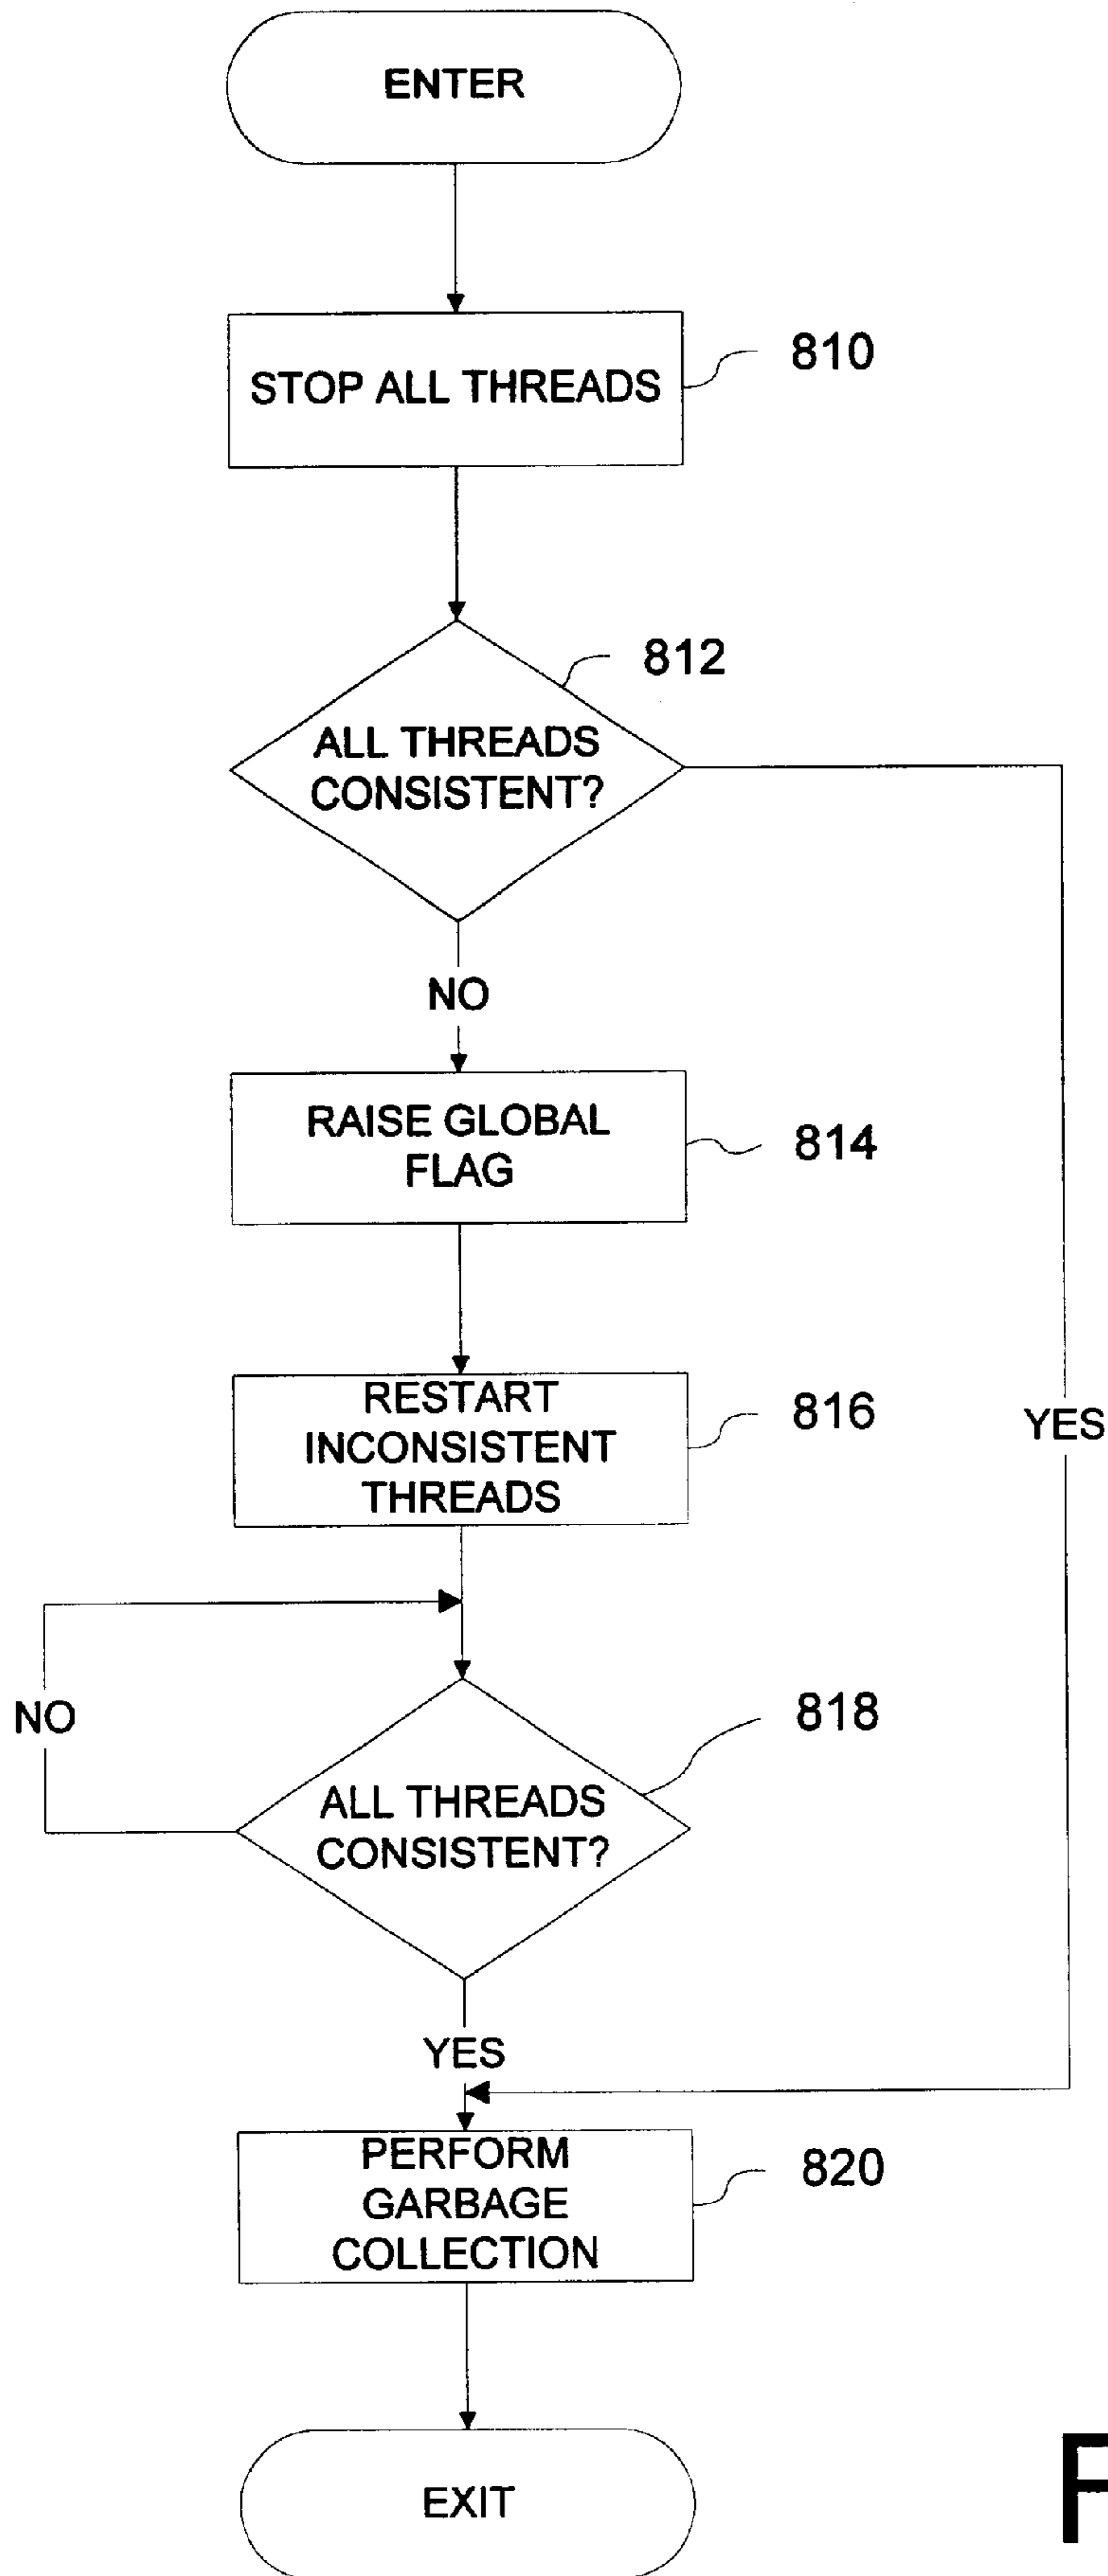 ENTER
STOP ALL THREADS
810
812
ALL THREADS
CONSISTENT?
NO
RAISE GLOBAL
FLAG
814
RESTART
INCONSISTENT
THREADS
816
YES
NO
818
ALL THREADS
CONSISTENT?
YES
PERFORM
GARBAGE
COLLECTION
820
EXIT
F